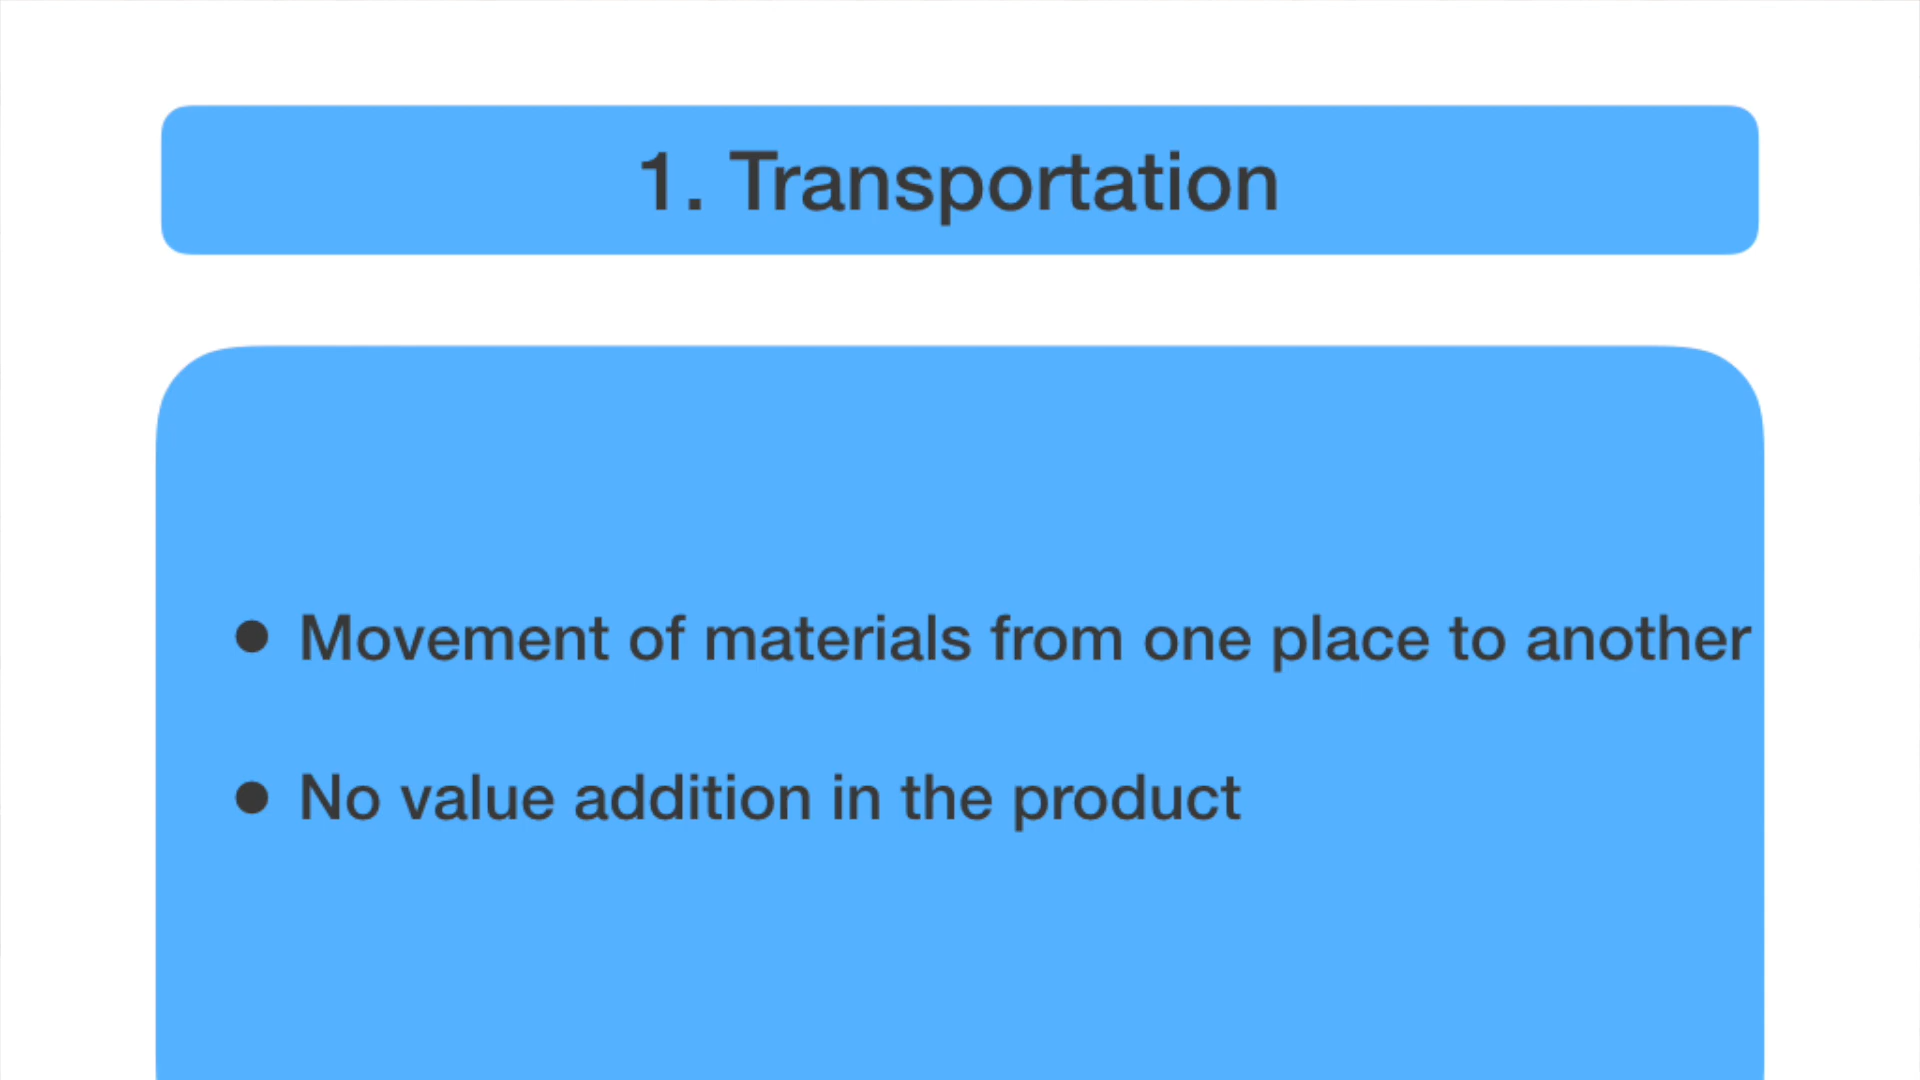 1. Transportation
● Movement of materials from one place to another
● No value addition in the product